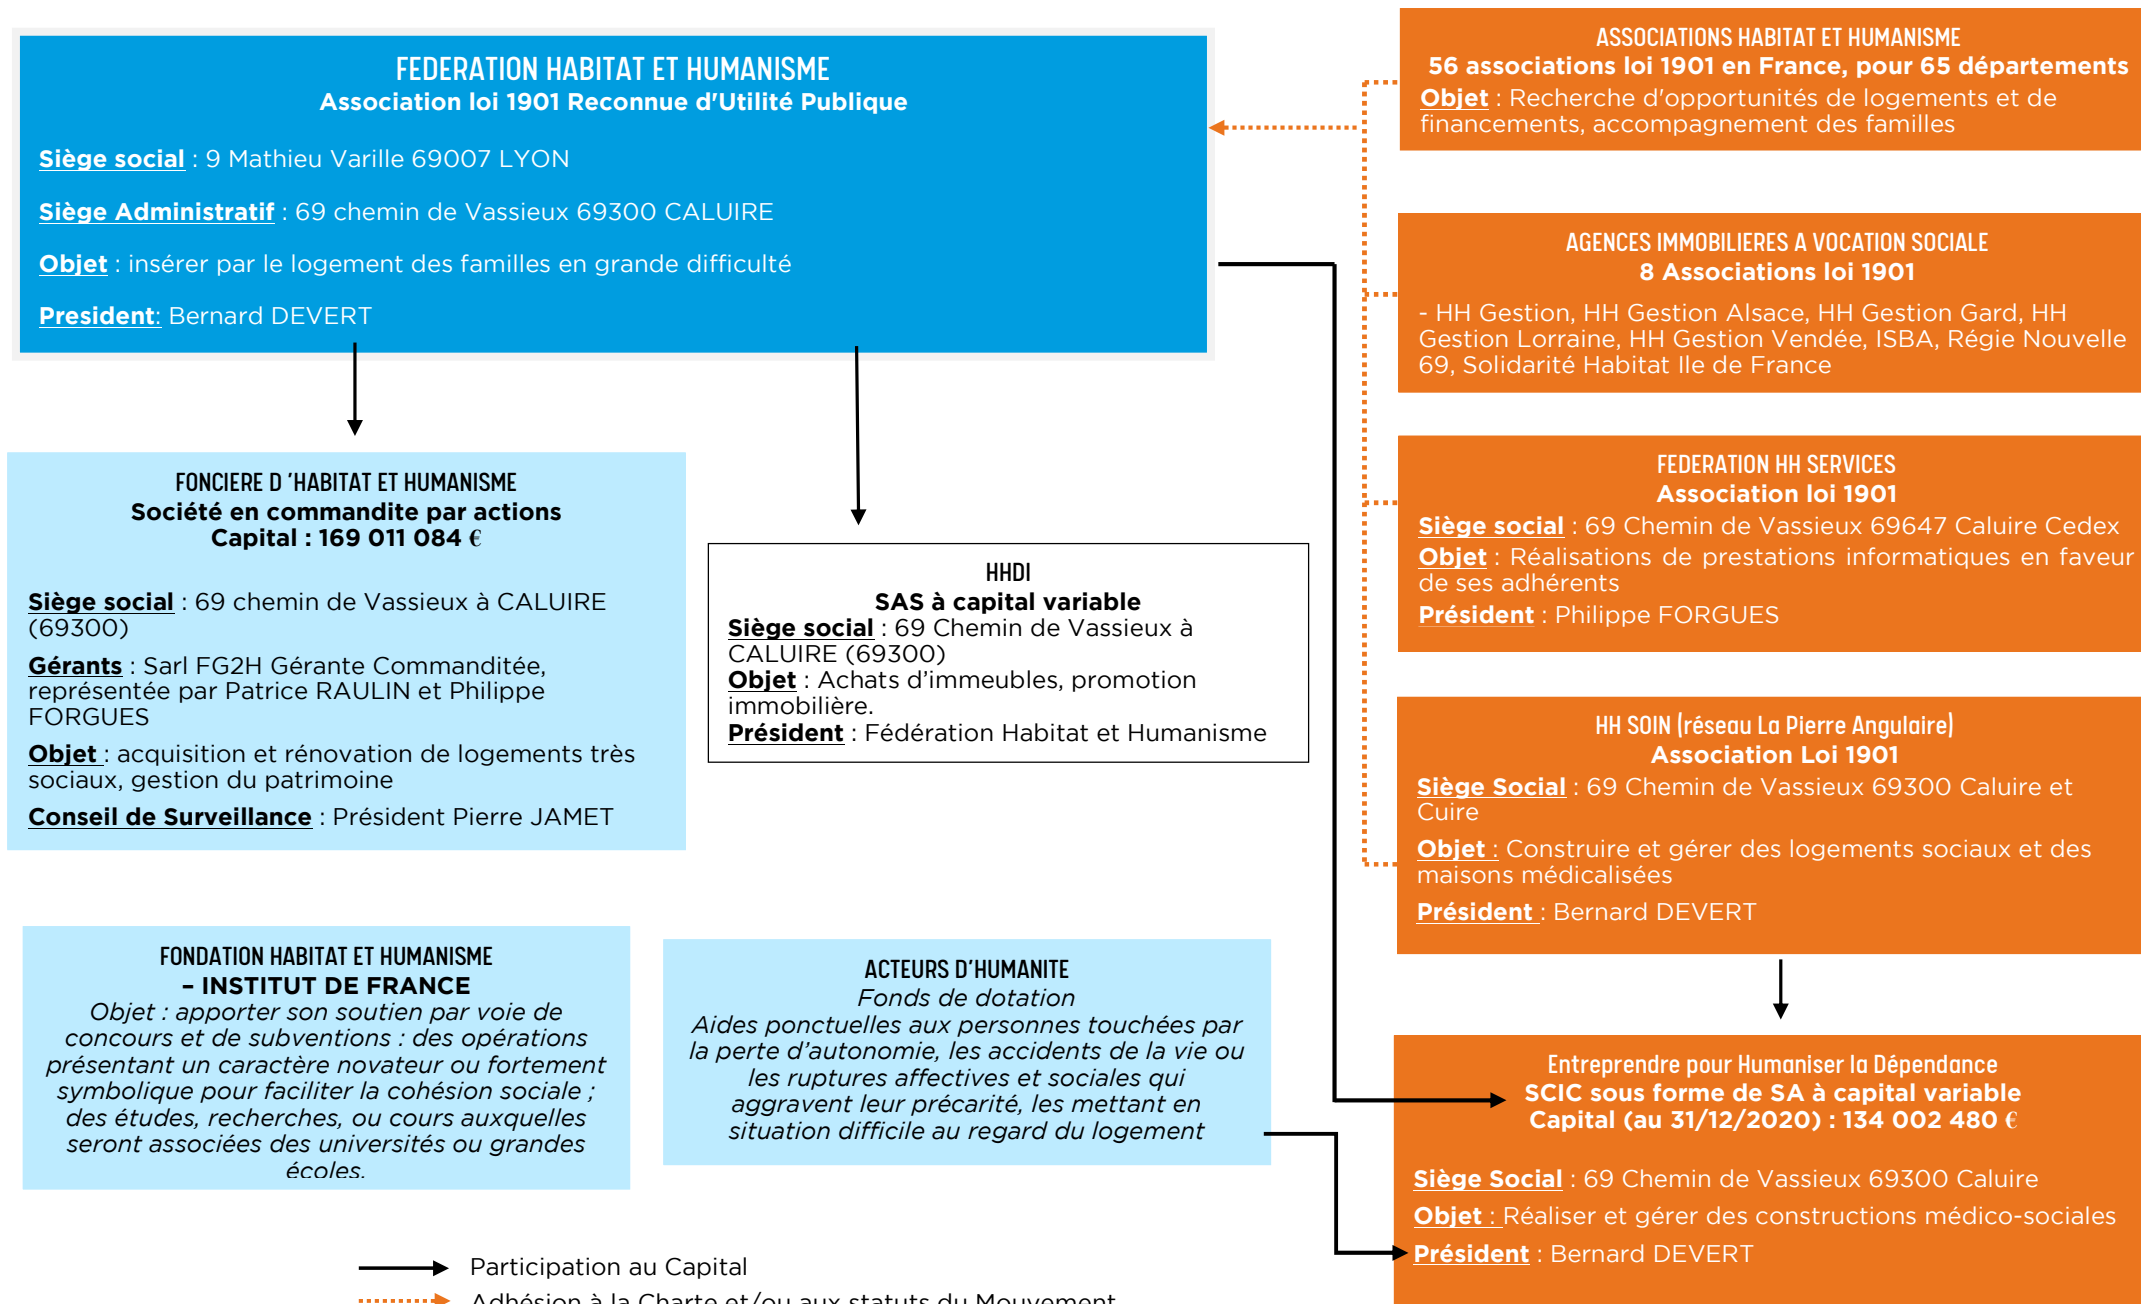 FEDERATION HABITAT ET HUMANISME
Association loi 1901 Reconnue d'Utilité Publique
Siège social : 9 Mathieu Varille 69007 LYON
Siège Administratif : 69 chemin de Vassieux 69300 CALUIRE
Objet : insérer par le logement des familles en grande difficulté
President: Bernard DEVERT
ASSOCIATIONS HABITAT ET HUMANISME
56 associations loi 1901 en France, pour 65 départements
Objet : Recherche d'opportunités de logements et de
financements, accompagnement des familles
AGENCES IMMOBILIERES A VOCATION SOCIALE
8 Associations loi 1901
- HH Gestion, HH Gestion Alsace, HH Gestion Gard, HH
Gestion Lorraine, HH Gestion Vendée, ISBA, Régie Nouvelle
69, Solidarité Habitat Ile de France
FEDERATION HH SERVICES
Association loi 1901
Siège social : 69 Chemin de Vassieux 69647 Caluire Cedex
Objet : Réalisations de prestations informatiques en faveur
de ses adhérents
Président : Philippe FORGUES
HH SOIN (réseau La Pierre Angulaire)
Association Loi 1901
Siège Social : 69 Chemin de Vassieux 69300 Caluire et
Cuire
Objet : Construire et gérer des logements sociaux et des
maisons médicalisées
Président : Bernard DEVERT
FONCIERE D 'HABITAT ET HUMANISME
Société en commandite par actions
Capital : 169 011 084 €
Siège social : 69 chemin de Vassieux à CALUIRE
(69300)
Gérants : Sarl FG2H Gérante Commanditée,
représentée par Patrice RAULIN et Philippe
FORGUES
Objet : acquisition et rénovation de logements très
sociaux, gestion du patrimoine
Conseil de Surveillance : Président Pierre JAMET
HHDI
SAS à capital variable
Siège social : 69 Chemin de Vassieux à
CALUIRE (69300)
Objet : Achats d’immeubles, promotion
immobilière.
Président : Fédération Habitat et Humanisme
FONDATION HABITAT ET HUMANISME
– INSTITUT DE FRANCE
Objet : apporter son soutien par voie de
concours et de subventions : des opérations
présentant un caractère novateur ou fortement
symbolique pour faciliter la cohésion sociale ;
des études, recherches, ou cours auxquelles
seront associées des universités ou grandes
écoles.
ACTEURS D’HUMANITE
Fonds de dotation
Aides ponctuelles aux personnes touchées par
la perte d’autonomie, les accidents de la vie ou
les ruptures affectives et sociales qui
aggravent leur précarité, les mettant en
situation difficile au regard du logement
Entreprendre pour Humaniser la Dépendance
SCIC sous forme de SA à capital variable
Capital (au 31/12/2020) : 134 002 480 €
Siège Social : 69 Chemin de Vassieux 69300 Caluire
Objet : Réaliser et gérer des constructions médico-sociales
Président : Bernard DEVERT
Participation au Capital
Adhésion à la Charte et/ou aux statuts du Mouvement